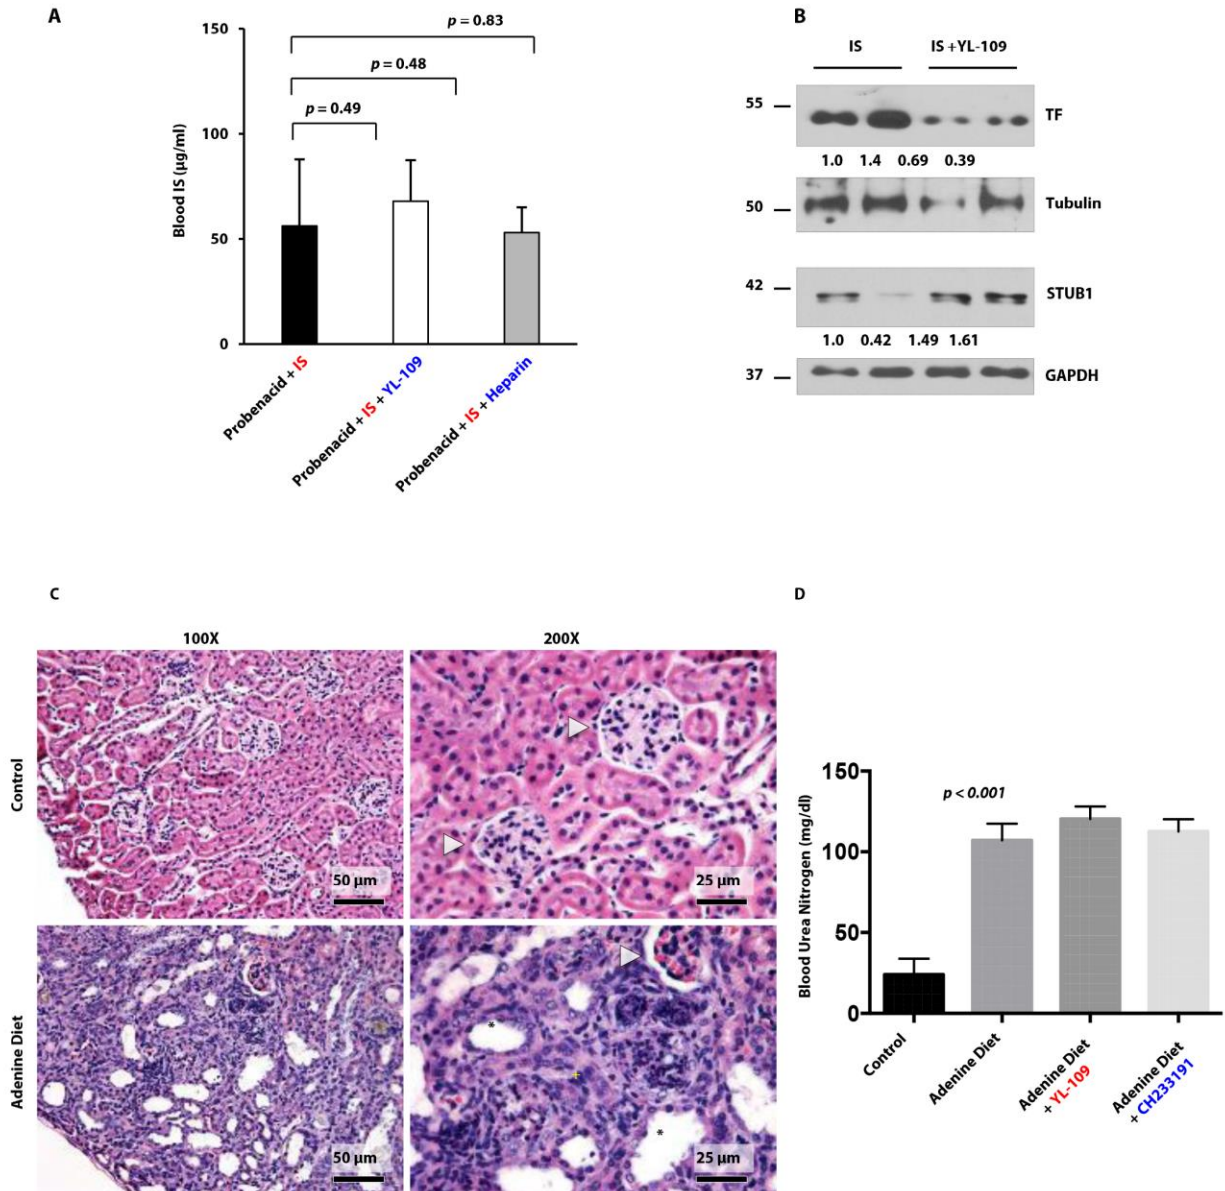 A
150
100
50
0
Blood IS (µg/ml)
p = 0.83
p = 0.48
p = 0.49
Probenacid + IS
Probenacid + IS + YL-109
Probenacid + IS + Heparin
B
IS
IS +YL-109
55
TF
1.0 1.4 0.69 0.39
50
Tubulin
42
STUB1
1.0 0.42 1.49 1.61
37
GAPDH
C
100X
200X
Control
50 µm
25 µm
Adenine Diet
*
+
*
50 µm
25 µm
D
150
100
50
0
Blood Urea Nitrogen (mg/dl)
p < 0.001
Control
Adenine Diet
Adenine Diet
+ YL-109
Adenine Diet
+ CH233191